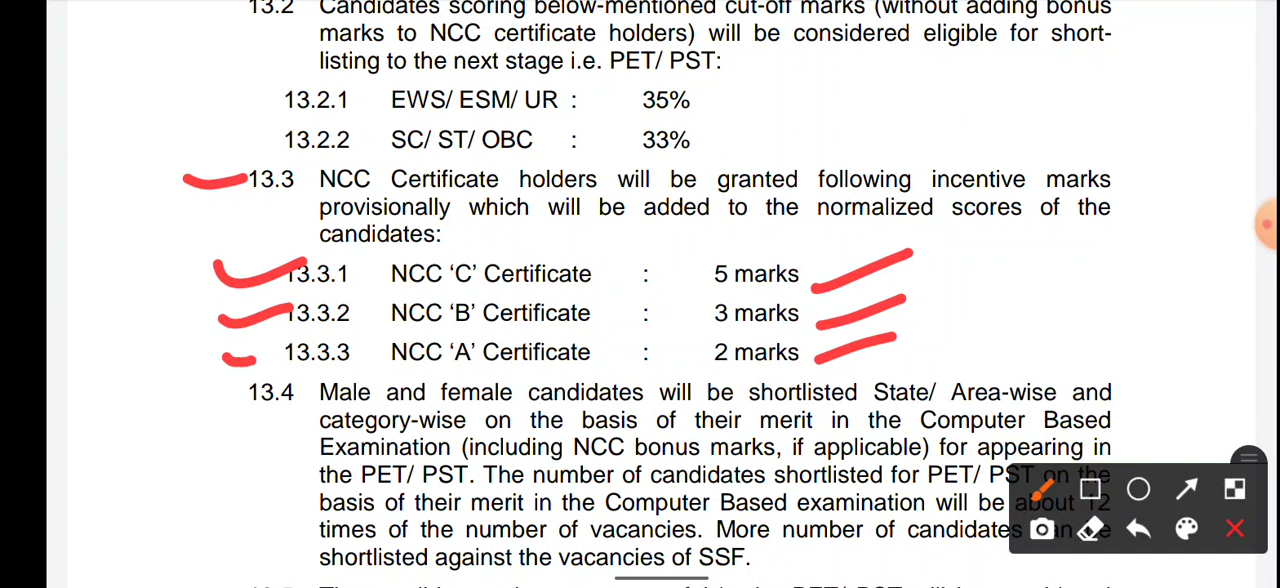 13.2 Candidates scoring below-mentioned cut-off marks (without adding bonus
marks to NCC certificate holders) will be considered eligible for short-
listing to the next stage i.e. PET/ PST:
13.2.1 EWS/ ESM/ UR : 35%
13.2.2 SC/ ST/ OBC : 33%
13.3 NCC Certificate holders will be granted following incentive marks
provisionally which will be added to the normalized scores of the
candidates:
13.3.1 NCC ‘C’ Certificate : 5 marks
13.3.2 NCC ‘B’ Certificate : 3 marks
13.3.3 NCC ‘A’ Certificate : 2 marks
13.4 Male and female candidates will be shortlisted State/ Area-wise and
category-wise on the basis of their merit in the Computer Based
Examination (including NCC bonus marks, if applicable) for appearing in
the PET/ PST. The number of candidates shortlisted for PET/ PST on the
basis of their merit in the Computer Based examination will be about 12
times of the number of vacancies. More number of candidates
shortlisted against the vacancies of SSF.